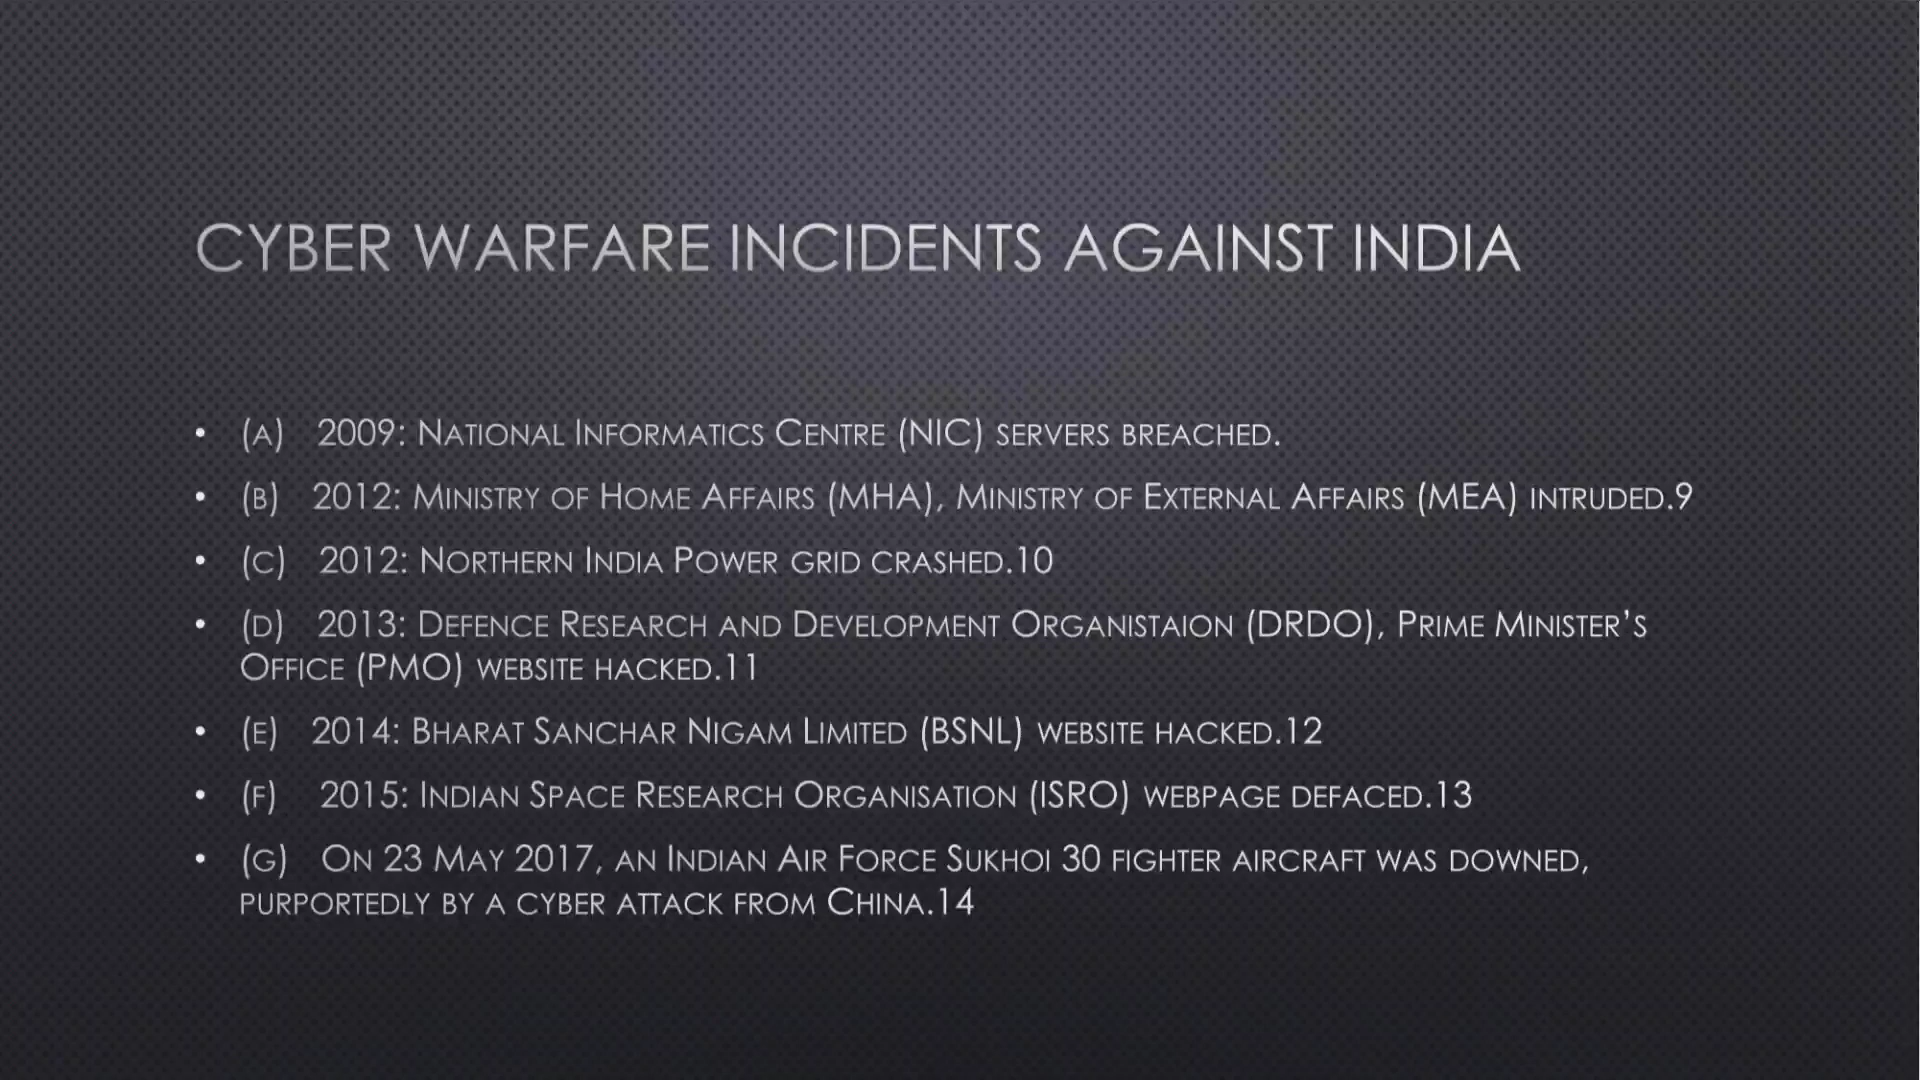 CYBER WARFARE INCIDENTS AGAINST INDIA
• (A) 2009: NATIONAL INFORMATICS CENTRE (NIC) SERVERS BREACHED.
• (B) 2012: MINISTRY OF HOME AFFAIRS (MHA), MINISTRY OF EXTERNAL AFFAIRS (MEA) INTRUDED.9
• (C) 2012: NORTHERN INDIA POWER GRID CRASHED.10
• (D) 2013: DEFENCE RESEARCH AND DEVELOPMENT ORGANISTAION (DRDO), PRIME MINISTER’S
OFFICE (PMO) WEBSITE HACKED.11
• (E) 2014: BHARAT SANCHAR NIGAM LIMITED (BSNL) WEBSITE HACKED.12
• (F) 2015: INDIAN SPACE RESEARCH ORGANISATION (ISRO) WEBPAGE DEFACED.13
• (G) ON 23 MAY 2017, AN INDIAN AIR FORCE SUKHOI 30 FIGHTER AIRCRAFT WAS DOWNED,
PURPORTEDLY BY A CYBER ATTACK FROM CHINA.14